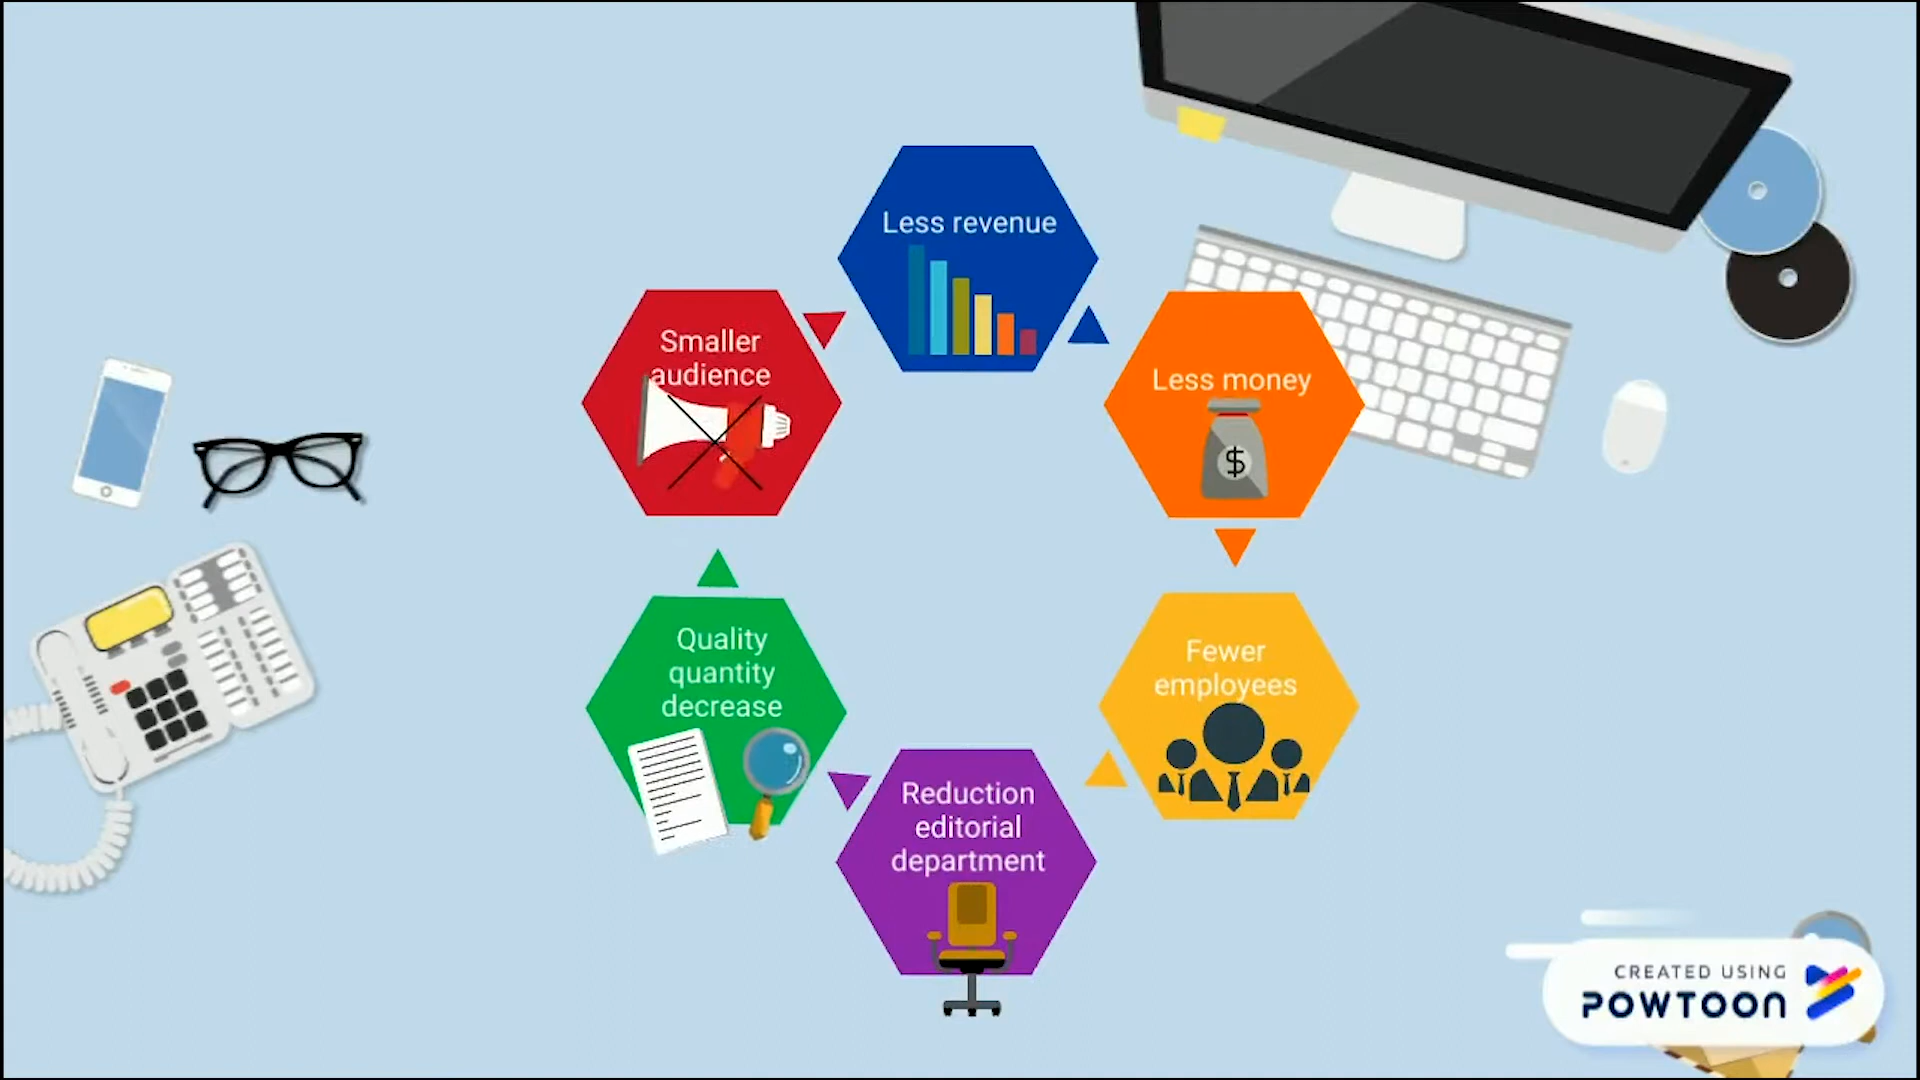 Less revenue
Less money
$
Fewer
employees
Reduction
editorial
department
Quality
quantity
decrease
Smaller
audience
CREATED USING
POWTOON